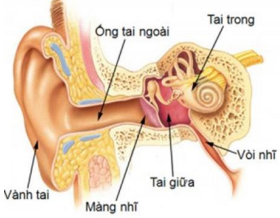 Ống tai ngoài
Tai trong
Vòi nhĩ
Tai giữa
Màng nhĩ
Vành tai